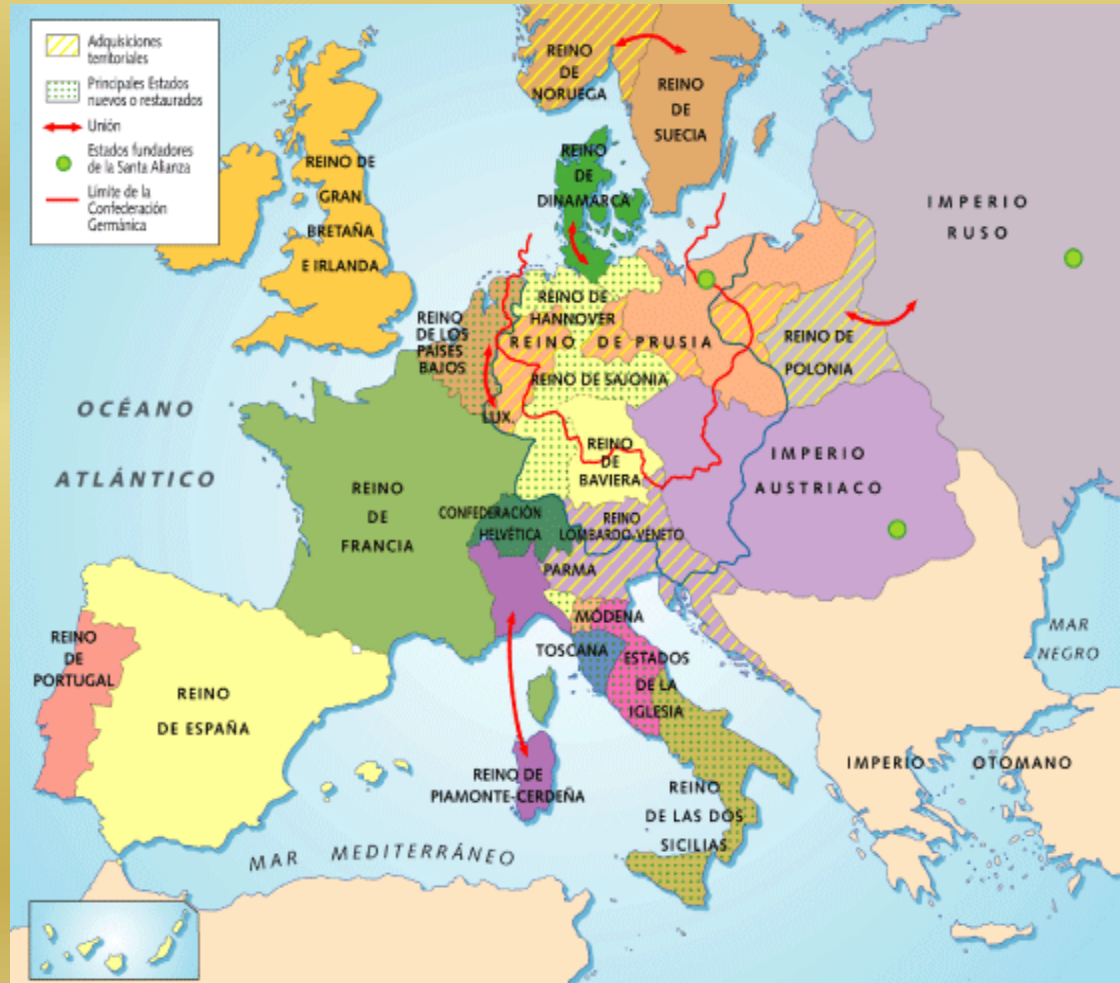 Adquisiciones
territoriales
Principales Estados
nuevos o restaurados
Unión
Estados fundadores
de la Santa Alianza
Límite de la
Confederación
Germánica
REINO
DE
NORUEGA
REINO
DE
SUECIA
REINO DE
GRAN
BRETAÑA
E IRLANDA
REINO
DE
DINAMARCA
IMPERIO
RUSO
REINO
DE LOS
PAÍSES
BAJOS
REINO DE
HANNOVER
REINO DE PRUSIA
REINO DE
POLONIA
REINO DE SAJONIA
LUX.
OCÉANO
ATLÁNTICO
REINO
DE
FRANCIA
REINO
DE
BAVIERA
IMPERIO
AUSTRIACO
CONFEDERACIÓN
HELVÉTICA
REINO
LOMBARDO-VENETO
PARMA
MÓDENA
TOSCANA
ESTADOS
DE LA
IGLESIA
MAR
NEGRO
REINO
DE
PORTUGAL
REINO
DE ESPAÑA
REINO DE
PIAMONTE-CERDEÑA
REINO
DE LAS DOS
SICILIAS
IMPERIO OTOMANO
MAR MEDITERRÁNEO